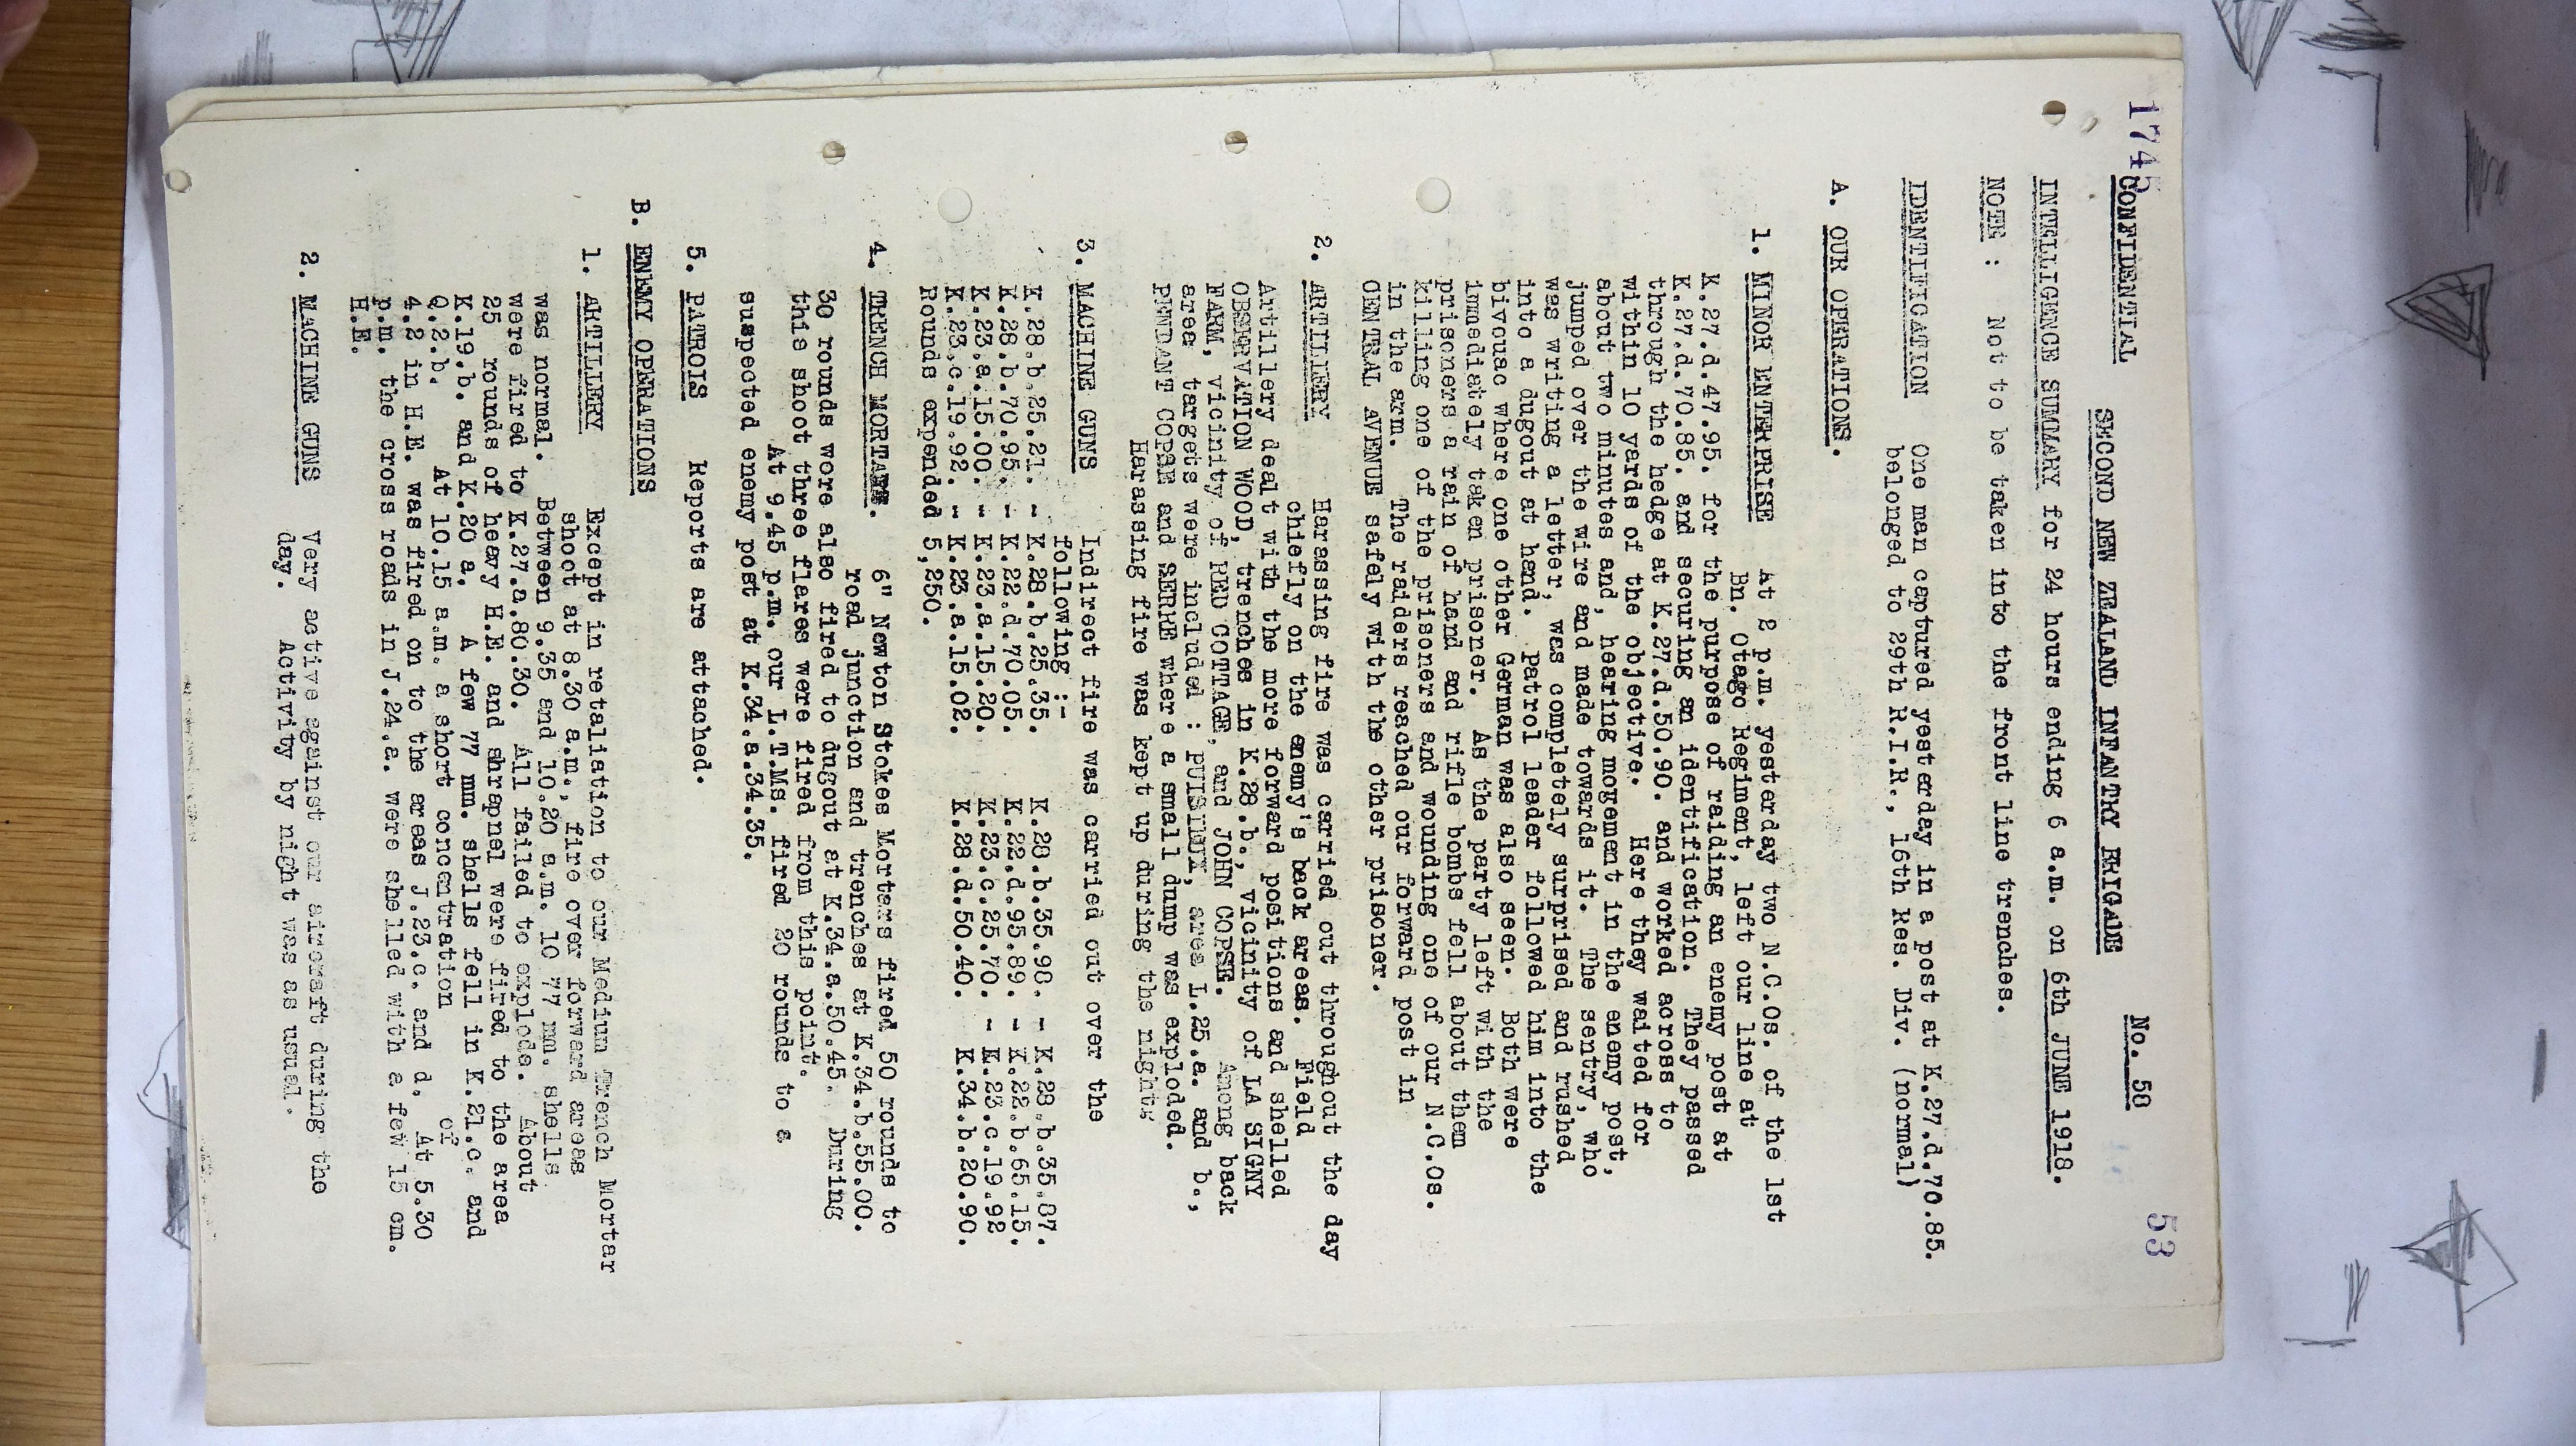 1745
53
CONFIDENTIAL
No. 58
SECOND NEW ZEALAND INFANTRY BRIGADE
INTELLIGENCE SUMMARY for 24 hours ending 6 a.m. on 6th JUNE 1918.
NOTE : Not to be taken into the front line trenches.
IDENTIFICATION One man captured yesterday in a post at K.27.d.70.85.
belonged to 29th R.I.R., 16th Res. Div. (normal)
A. OUR OPERATIONS.
1. MINOR ENTERPRISE At 2 p.m. yesterday two N.C.Os. of the 1st
Bn. Otago Regiment, left our line at
K.27.d.47.95. for the purpose of raiding an enemy post at
K.27.d.70.85. and securing an identification. They passed
through the hedge at K.27.d.50.90. and worked across to
within 10 yards of the objective. Here they waited for
about two minutes and, hearing movement in the enemy post,
jumped over the wire and made towards it. The sentry, who
was writing a letter, was completely surprised and rushed
into a dugout at hand. Patrol leader followed him into the
bivouac where one other German was also seen. Both were
immediately taken prisoner. As the party left with the
prisoners a rain of hand and rifle bombs fell about them
killing one of the prisoners and wounding one of our N.C.Os.
in the arm. The raiders reached our forward post in
CENTRAL AVENUE safely with the other prisoner.
2. ARTILLERY Harassing fire was carried out throughout the day
chiefly on the enemy's back areas. Field
Artillery dealt with the more forward positions and shelled
OBSERVATION WOOD, trenches in K.28.b., vicinity of LA SIGNY
FARM, vicinity of RED COTTAGE, and JOHN COPSE. Among back
area targets were included : PUISIEUX, area L.25.a. and b.,
PENDANT COPSE and SERRE where a small dump was exploded.
Harassing fire was kept up during the night.
3. MACHINE GUNS Indirect fire was carried out over the
following :-
K.28.b.25.21. - K.28.b.25.35. K.28.b.35.98. - K.28.b.35.87.
K.28.b.70.95. - K.22.d.70.05. K.22.d.95.89. - K.22.b.65.15.
K.23.a.15.00. - K.23.a.15.20. K.23.c.25.70. - K.23.c.19.92
K.23.c.19.92. - K.23.a.15.02. K.28.d.50.40. - K.34.b.20.90.
Rounds expended 5,250.
4. TRENCH MORTARS. 6" Newton Stokes Mortars fired 50 rounds to
road junction and trenches at K.34.b.55.00.
30 rounds were also fired to dugout at K.34.a.50.45. During
this shoot three flares were fired from this point.
At 9.45 p.m. our L.T.Ms. fired 20 rounds to a
suspected enemy post at K.34.a.34.35.
5. PATROLS Reports are attached.
B. ENEMY OPERATIONS
1. ARTILLERY Except in retaliation to our Medium Trench Mortar
shoot at 8.30 a.m., fire over forward areas
was normal. Between 9.35 and 10.20 a.m. 10 77 mm. shells
were fired to K.27.a.80.30. All failed to explode. About
25 rounds of heavy H.E. and shrapnel were fired to the area
K.19.b. and K.20 a. A few 77 mm. shells fell in K.21.c. and
Q.2.b. At 10.15 a.m. a short concentration of
4.2 in H.E. was fired on to the areas J.23.c. and d. At 5.30
p.m. the cross roads in J.24.a. were shelled with a few 15 cm.
H.E.
2. MACHINE GUNS Very active against our aircraft during the
day. Activity by night was as usual.